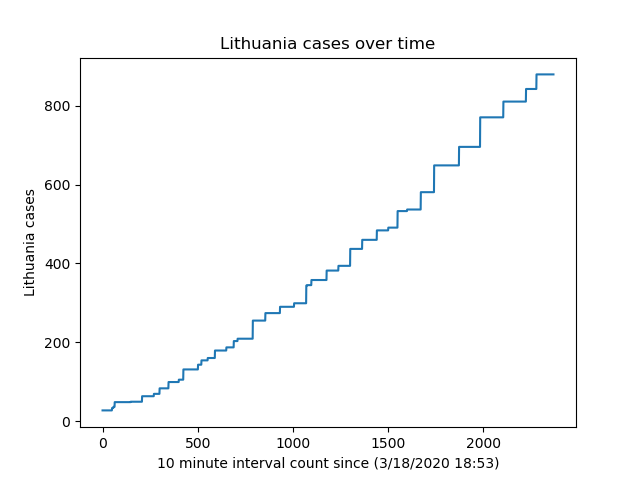 Lithuania cases over time
800
600
400
200
0
Lithuania cases
0 500 1000 1500 2000
10 minute interval count since (3/18/2020 18:53)